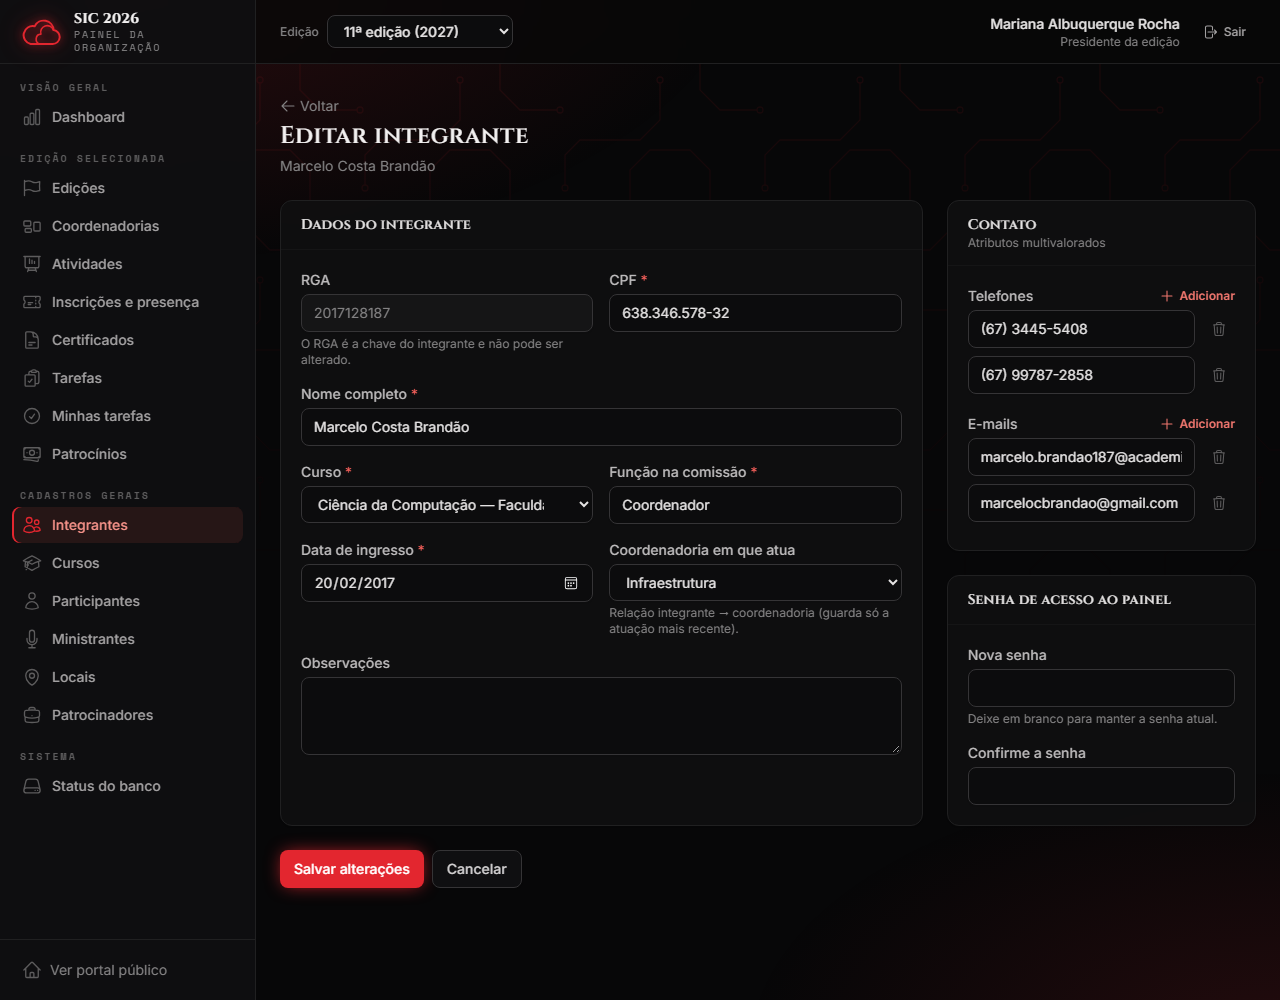 SIC 2026
PAINEL DA
ORGANIZAÇÃO
Edição
11ª edição (2027)
Mariana Albuquerque Rocha
Presidente da edição
Sair
VISÃO GERAL
Dashboard
EDIÇÃO SELECIONADA
Edições
Coordenadorias
Atividades
Inscrições e presença
Certificados
Tarefas
Minhas tarefas
Patrocínios
CADASTROS GERAIS
Integrantes
Cursos
Participantes
Ministrantes
Locais
Patrocinadores
SISTEMA
Status do banco
Ver portal público
← Voltar
Editar integrante
Marcelo Costa Brandão
Dados do integrante
RGA
2017128187
O RGA é a chave do integrante e não pode ser
alterado.
CPF *
638.346.578-32
Nome completo *
Marcelo Costa Brandão
Curso *
Ciência da Computação — Faculda
Função na comissão *
Coordenador
Data de ingresso *
20/02/2017
Coordenadoria em que atua
Infraestrutura
Relação integrante → coordenadoria (guarda só a
atuação mais recente).
Observações
Contato
Atributos multivalorados
Telefones
+ Adicionar
(67) 3445-5408
(67) 99787-2858
E-mails
+ Adicionar
marcelo.brandao187@academi
marcelocbrandao@gmail.com
Senha de acesso ao painel
Nova senha
Deixe em branco para manter a senha atual.
Confirme a senha
Salvar alterações
Cancelar